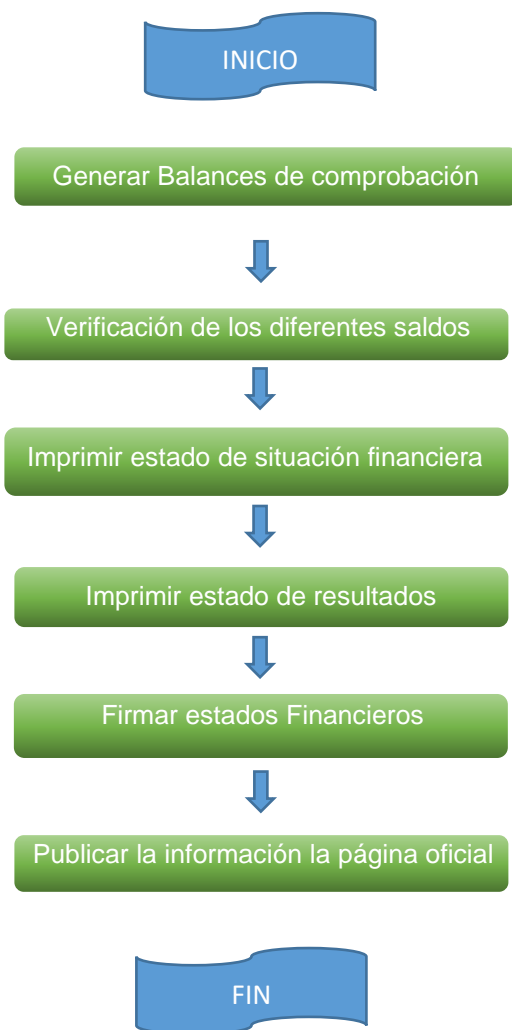 INICIO
Generar Balances de comprobación
Verificación de los diferentes saldos
Imprimir estado de situación financiera
Imprimir estado de resultados
Firmar estados Financieros
Publicar la información la página oficial
FIN